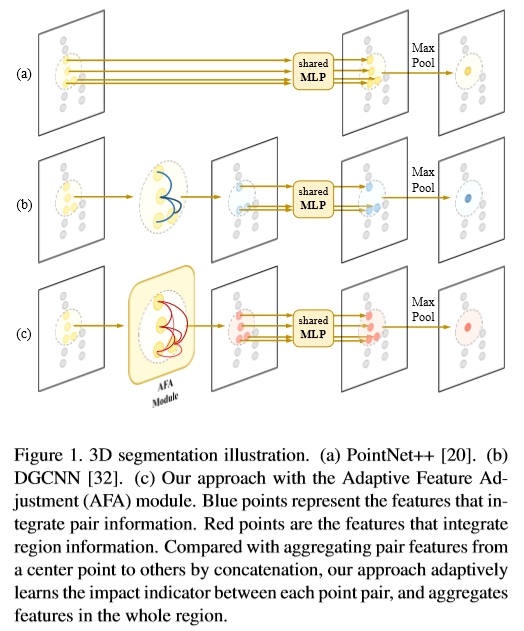 (a)
shared
MLP
Max
Pool
(b)
shared
MLP
Max
Pool
(c)
AFA
Module
shared
MLP
Max
Pool
Figure 1. 3D segmentation illustration. (a) PointNet++ [20]. (b)
DGCNN [32]. (c) Our approach with the Adaptive Feature Ad-
justment (AFA) module. Blue points represent the features that in-
tegrate pair information. Red points are the features that integrate
region information. Compared with aggregating pair features from
a center point to others by concatenation, our approach adaptively
learns the impact indicator between each point pair, and aggregates
features in the whole region.